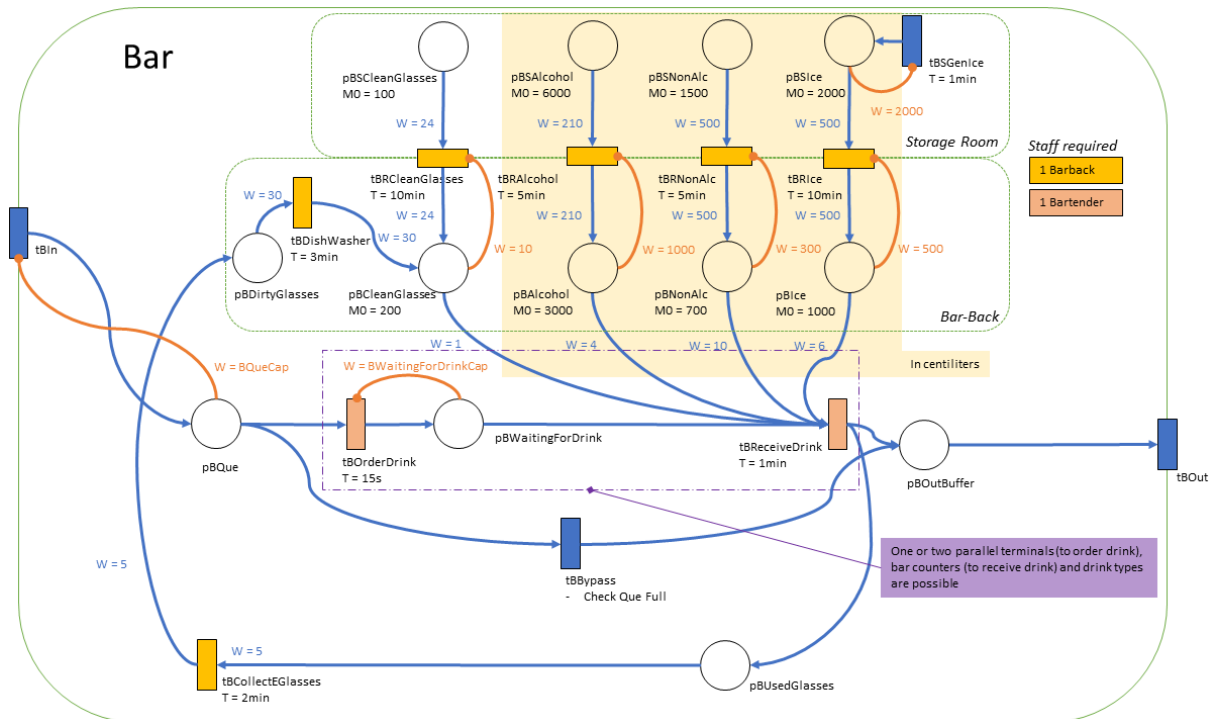 Bar
pBSCleanGlasses
M0 = 100
pBSAlcohol
M0 = 6000
pBSNonAlc
M0 = 1500
pBSIce
M0 = 2000
tBSGenIce
T = 1min
W = 2000
W = 24
W = 210
W = 500
W = 500
Storage Room
Staff required
1 Barback
1 Bartender
tBRCleanGlasses
T = 10min
tBRAlcohol
T = 5min
tBRNonAlc
T = 5min
tBRIce
T = 10min
W = 30
tBDishWasher
T = 3min
W = 30
W = 24
W = 10
W = 210
W = 1000
W = 500
W = 300
W = 500
W = 500
tBIn
pBDirtyGlasses
pBCleanGlasses
M0 = 200
pBAlcohol
M0 = 3000
pBNonAlc
M0 = 700
pBIce
M0 = 1000
Bar-Back
W = 1
W = 4
W = 10
W = 6
In centiliters
W = BQueCap
W = BWaitingForDrinkCap
pBQue
tBOrderDrink
T = 15s
pBWaitingForDrink
tBReceiveDrink
T = 1min
pBOutBuffer
tBOut
W = 5
tBBypass
- Check Que Full
One or two parallel terminals (to order drink),
bar counters (to receive drink) and drink types
are possible
W = 5
tBCollectEGlasses
T = 2min
pBUsedGlasses